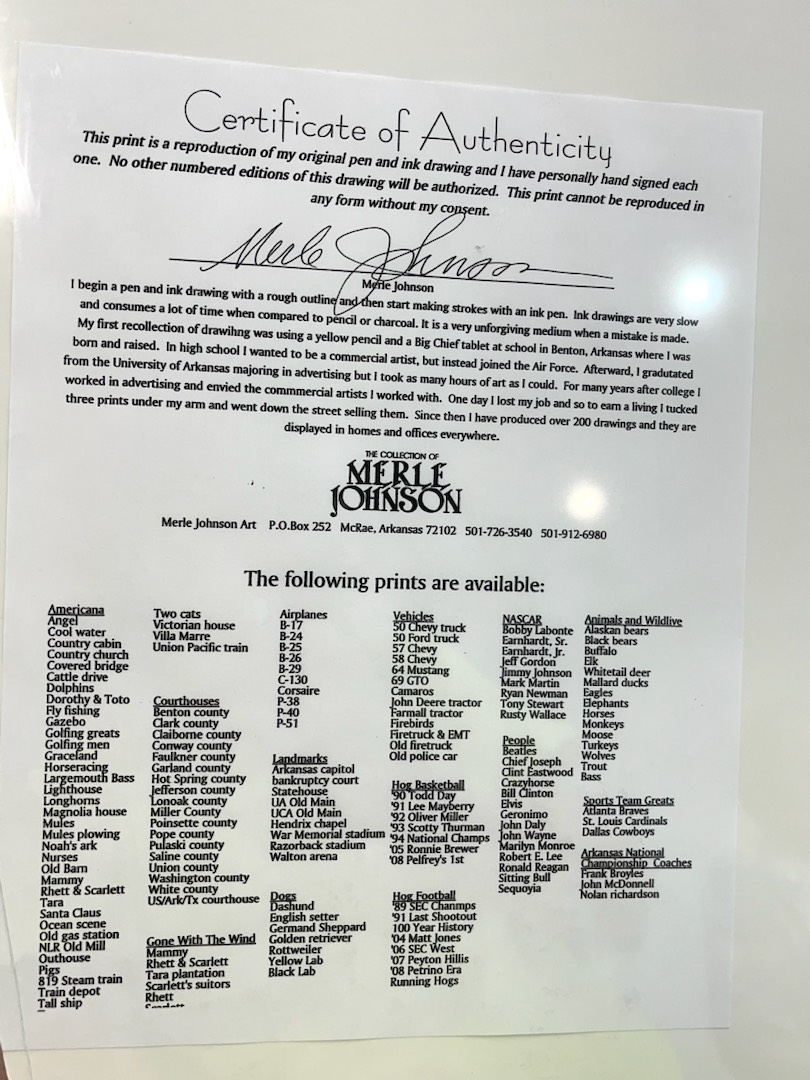 Certificate of Authenticity
This print is a reproduction of my original pen and ink drawing and I have personally hand signed each
one. No other numbered editions of this drawing will be authorized. This print cannot be reproduced in
any form without my consent.
Merle Johnson
Merle Johnson
I begin a pen and ink drawing with a rough outline and then start making strokes with an ink pen. Ink drawings are very slow
and consumes a lot of time when compared to pencil or charcoal. It is a very unforgiving medium when a mistake is made.
My first recollection of drawihng was using a yellow pencil and a Big Chief tablet at school in Benton, Arkansas where I was
born and raised. In high school I wanted to be a commercial artist, but instead joined the Air Force. Afterward, I gradutated
from the University of Arkansas majoring in advertising but I took as many hours of art as I could. For many years after college I
worked in advertising and envied the commmercial artists I worked with. One day I lost my job and so to earn a living I tucked
three prints under my arm and went down the street selling them. Since then I have produced over 200 drawings and they are
displayed in homes and offices everywhere.
THE COLLECTION OF
MERLE
JOHNSON
Merle Johnson Art P.O.Box 252 McRae, Arkansas 72102 501-726-3540 501-912-6980
The following prints are available:
Americana
Angel
Cool water
Country cabin
Country church
Covered bridge
Cattle drive
Dolphins
Dorothy & Toto
Fly fishing
Gazebo
Golfing greats
Golfing men
Graceland
Horseracing
Largemouth Bass
Lighthouse
Longhorns
Magnolia house
Mules
Mules plowing
Noah's ark
Nurses
Old Barn
Mammy
Rhett & Scarlett
Tara
Santa Claus
Ocean scene
Old gas station
NLR Old Mill
Outhouse
Pigs
819 Steam train
Train depot
Tall ship
Two cats
Victorian house
Villa Marre
Union Pacific train
Courthouses
Benton county
Clark county
Claiborne county
Conway county
Faulkner county
Garland county
Hot Spring county
Jefferson county
Lonoak county
Miller County
Poinsette county
Pope county
Pulaski county
Saline county
Union county
Washington county
White county
US/Ark/Tx courthouse
Gone With The Wind
Mammy
Rhett & Scarlett
Tara plantation
Scarlett's suitors
Rhett
Airplanes
B-17
B-24
B-25
B-26
B-29
C-130
Corsaire
P-38
P-40
P-51
Landmarks
Arkansas capitol
bankruptcy court
Statehouse
UA Old Main
UCA Old Main
Hendrix chapel
War Memorial stadium
Razorback stadium
Walton arena
Dogs
Dashund
English setter
Germand Sheppard
Golden retriever
Rottweiler
Yellow Lab
Black Lab
Vehicles
50 Chevy truck
50 Ford truck
57 Chevy
58 Chevy
64 Mustang
69 GTO
Camaros
John Deere tractor
Farmall tractor
Firebirds
Firetruck & EMT
Old firetruck
Old police car
Hog Basketball
'90 Todd Day
'91 Lee Mayberry
'92 Oliver Miller
'93 Scotty Thurman
'94 National Champs
'05 Ronnie Brewer
'08 Pelfrey's 1st
Hog Football
'89 SEC Chanmps
'91 Last Shootout
100 Year History
'04 Matt Jones
'06 SEC West
'07 Peyton Hillis
'08 Petrino Era
Running Hogs
NASCAR
Bobby Labonte
Earnhardt, Sr.
Earnhardt, Jr.
Jeff Gordon
Jimmy Johnson
Mark Martin
Ryan Newman
Tony Stewart
Rusty Wallace
People
Beatles
Chief Joseph
Clint Eastwood
Crazyhorse
Bill Clinton
Elvis
Geronimo
John Daly
John Wayne
Marilyn Monroe
Robert E. Lee
Ronald Reagan
Sitting Bull
Sequoyia
Animals and Wildlive
Alaskan bears
Black bears
Buffalo
Elk
Whitetail deer
Mallard ducks
Eagles
Elephants
Horses
Monkeys
Moose
Turkeys
Wolves
Trout
Bass
Sports Team Greats
Atlanta Braves
St. Louis Cardinals
Dallas Cowboys
Arkansas National
Championship Coaches
Frank Broyles
John McDonnell
Nolan richardson